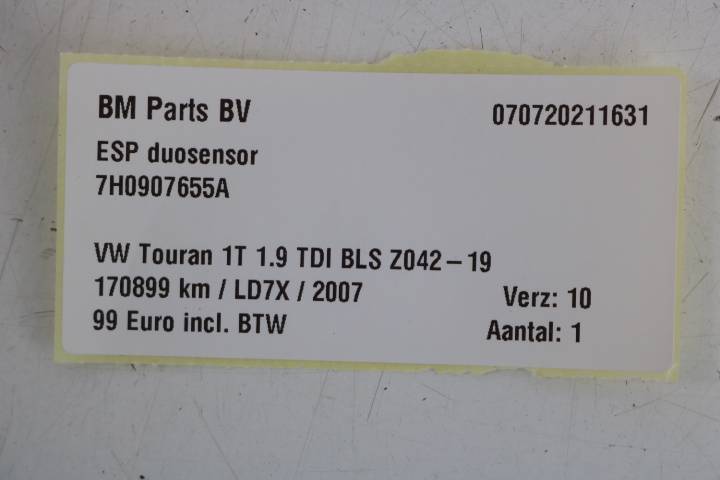 BM Parts BV 070720211631
ESP duosensor
7H0907655A
VW Touran 1T 1.9 TDI BLS Z042-19
170899 km / LD7X / 2007 Verz: 10
99 Euro incl. BTW Aantal: 1